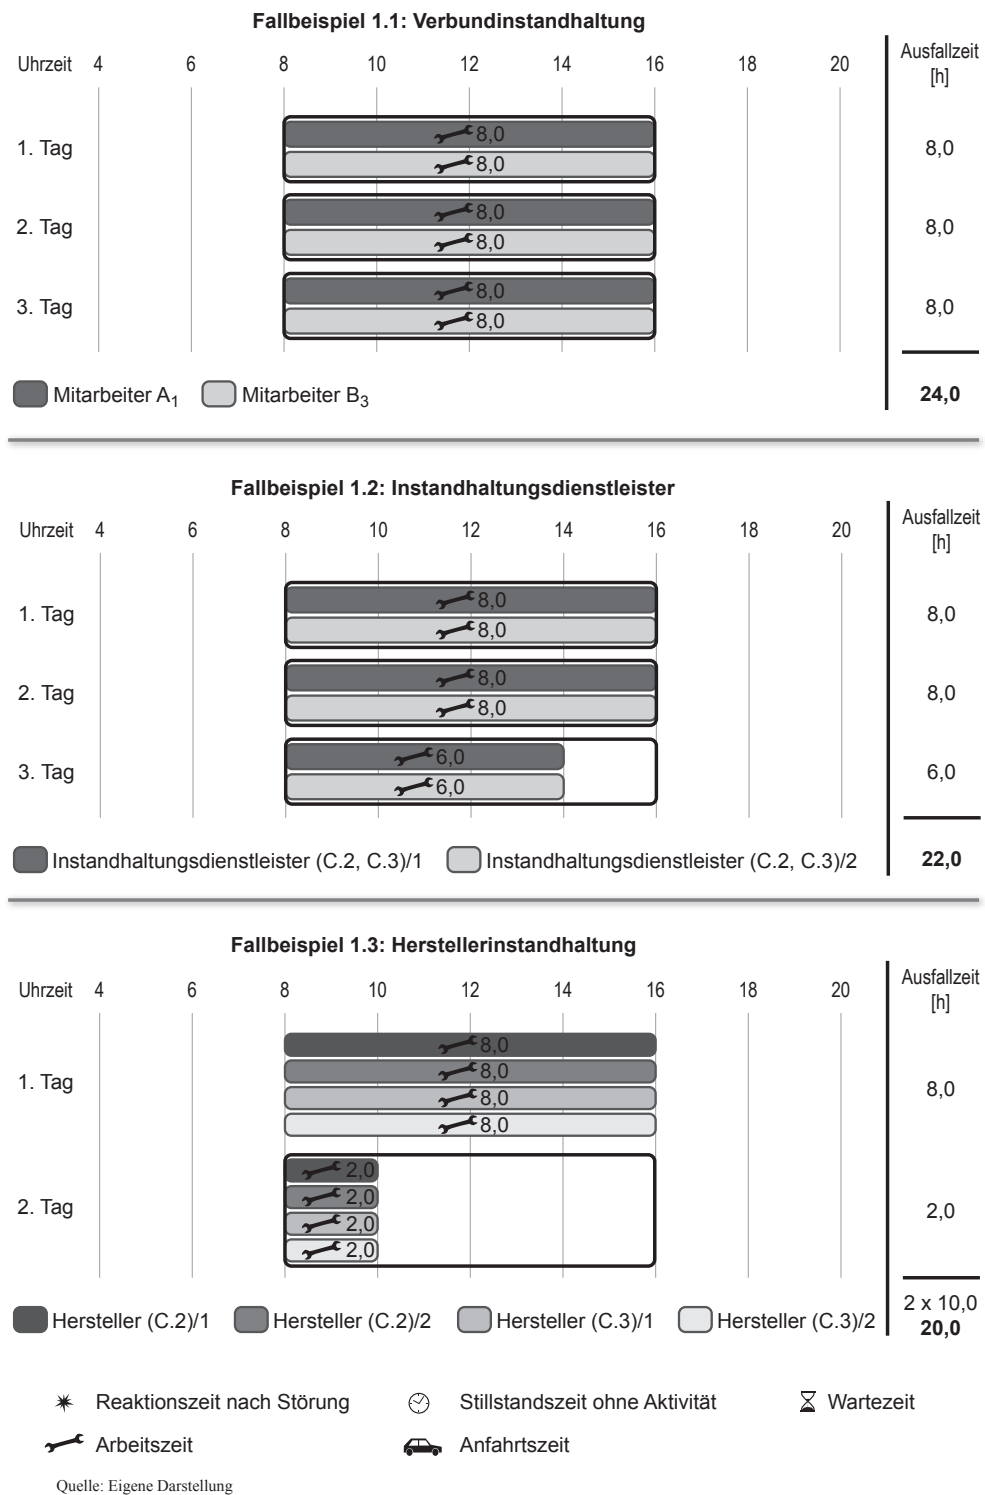 Fallbeispiel 1.1: Verbundinstandhaltung
Uhrzeit 4 6 8 10 12 14 16 18 20 Ausfallzeit
[h]
8,0
1. Tag 8,0
8,0
8,0
2. Tag 8,0
8,0
8,0
3. Tag 8,0
8,0
Mitarbeiter A1 Mitarbeiter B3 24,0
Fallbeispiel 1.2: Instandhaltungsdienstleister
Uhrzeit 4 6 8 10 12 14 16 18 20 Ausfallzeit
[h]
8,0
1. Tag 8,0
8,0
8,0
2. Tag 8,0
8,0
6,0
3. Tag 6,0
6,0
Instandhaltungsdienstleister (C.2, C.3)/1 Instandhaltungsdienstleister (C.2, C.3)/2 22,0
Fallbeispiel 1.3: Herstellerinstandhaltung
Uhrzeit 4 6 8 10 12 14 16 18 20 Ausfallzeit
[h]
8,0
8,0
1. Tag 8,0
8,0
8,0
2,0
2,0
2. Tag 2,0
2,0
2,0
2 x 10,0
Hersteller (C.2)/1 Hersteller (C.2)/2 Hersteller (C.3)/1 Hersteller (C.3)/2 20,0
Reaktionszeit nach Störung Stillstandszeit ohne Aktivität Wartezeit
Arbeitszeit Anfahrtszeit
Quelle: Eigene Darstellung